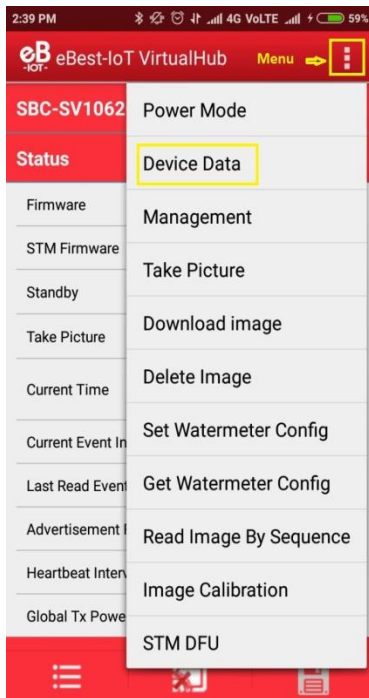 2:39 PM 4G VoLTE 59%
eB -IOT- eBest-IoT VirtualHub Menu
SBC-SV1062
Status
Firmware
STM Firmware
Standby
Take Picture
Current Time
Current Event In
Last Read Event
Advertisement
Heartbeat Interv
Global Tx Powe
Power Mode
Device Data
Management
Take Picture
Download image
Delete Image
Set Watermeter Config
Get Watermeter Config
Read Image By Sequence
Image Calibration
STM DFU